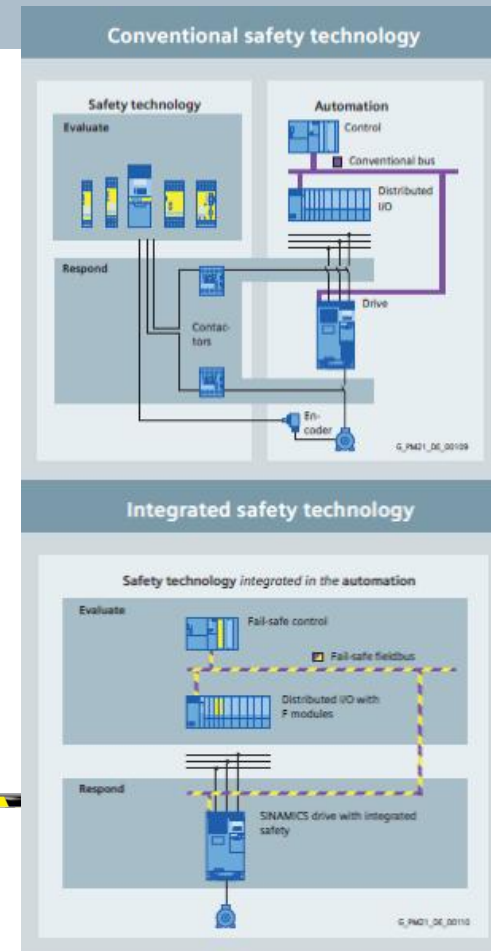 Conventional safety technology
Safety technology
Evaluate
Automation
Control
Conventional bus
Distributed
I/O
Respond
Drive
Contac-
tors
En-
coder
G_PM21_DE_00109
Integrated safety technology
Safety technology integrated in the automation
Evaluate
Fail-safe control
Fail-safe fieldbus
Distributed I/O with
F modules
Respond
SINAMICS drive with integrated
safety
G_PM21_DE_00110